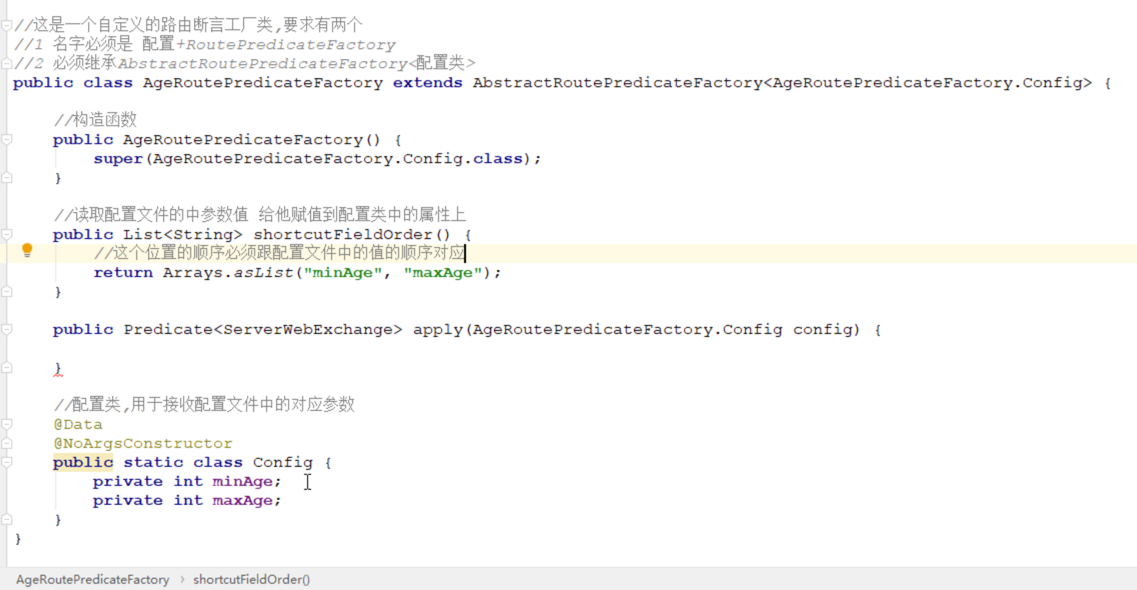 //这是一个自定义的路由断言工厂类,要求有两个
//1 名字必须是 配置+RoutePredicateFactory
//2 必须继承AbstractRoutePredicateFactory<配置类>
public class AgeRoutePredicateFactory extends AbstractRoutePredicateFactory<AgeRoutePredicateFactory.Config> {
//构造函数
public AgeRoutePredicateFactory() {
super(AgeRoutePredicateFactory.Config.class);
}
//读取配置文件的中参数值 给他赋值到配置类中的属性上
public List<String> shortcutFieldOrder() {
//这个位置的顺序必须跟配置文件中的值的顺序对应
return Arrays.asList("minAge", "maxAge");
}
public Predicate<ServerWebExchange> apply(AgeRoutePredicateFactory.Config config) {
}
//配置类,用于接收配置文件中的对应参数
@Data
@NoArgsConstructor
public static class Config {
private int minAge;
private int maxAge;
}
}
AgeRoutePredicateFactory › shortcutFieldOrder()